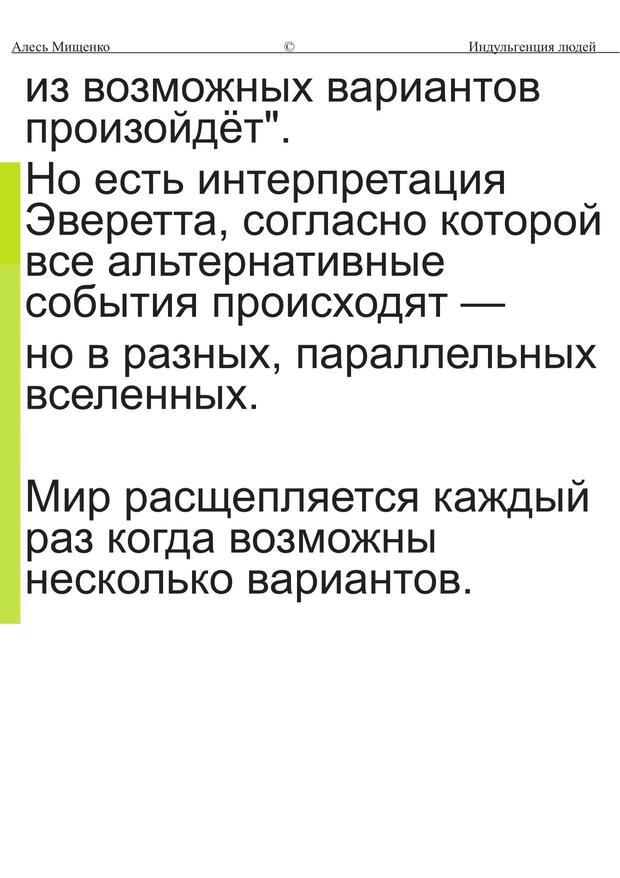 Алесь Мищенко © Индульгенция людей
из возможных вариантов
произойдёт".
Но есть интерпретация
Эверетта, согласно которой
все альтернативные
события происходят —
но в разных, параллельных
вселенных.
Мир расщепляется каждый
раз когда возможны
несколько вариантов.